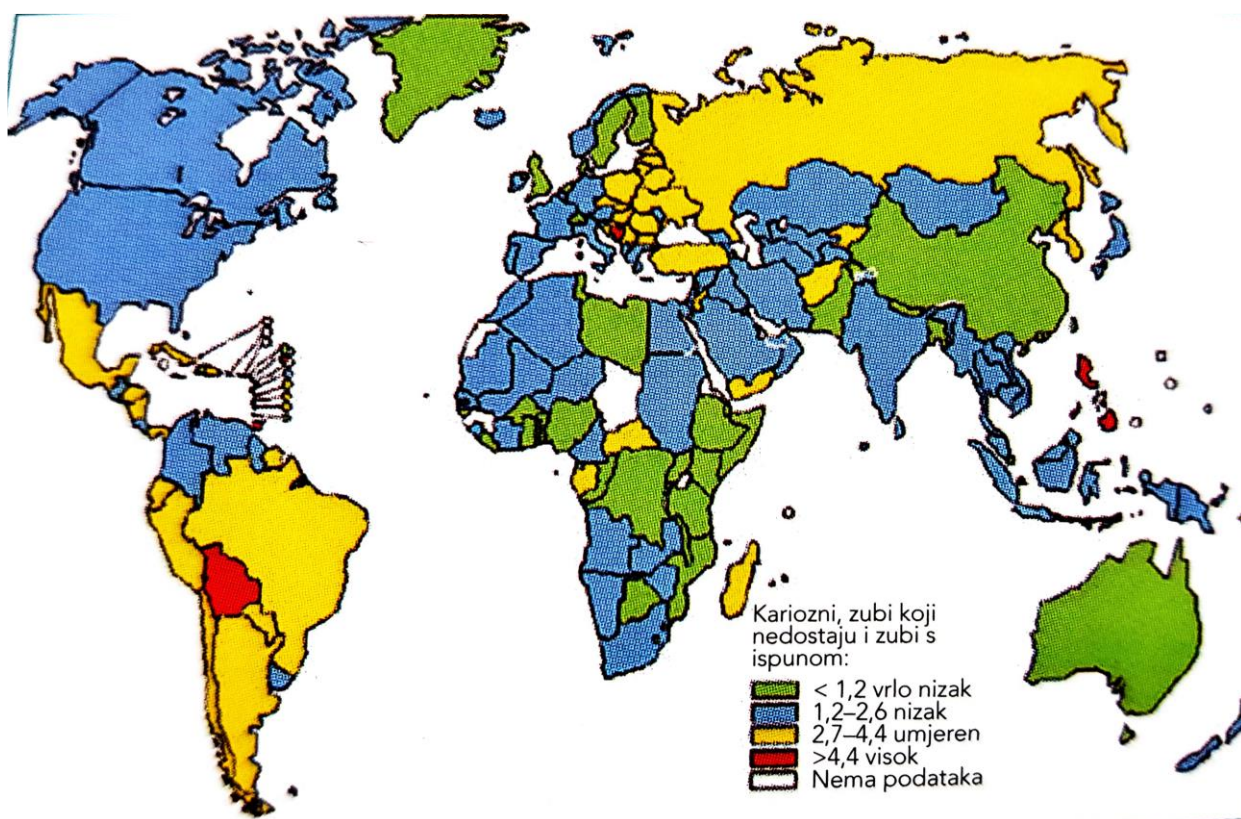 Kariozni, zubi koji
nedostaju i zubi s
ispunom:
< 1,2 vrlo nizak
1,2–2,6 nizak
2,7–4,4 umjeren
>4,4 visok
Nema podataka